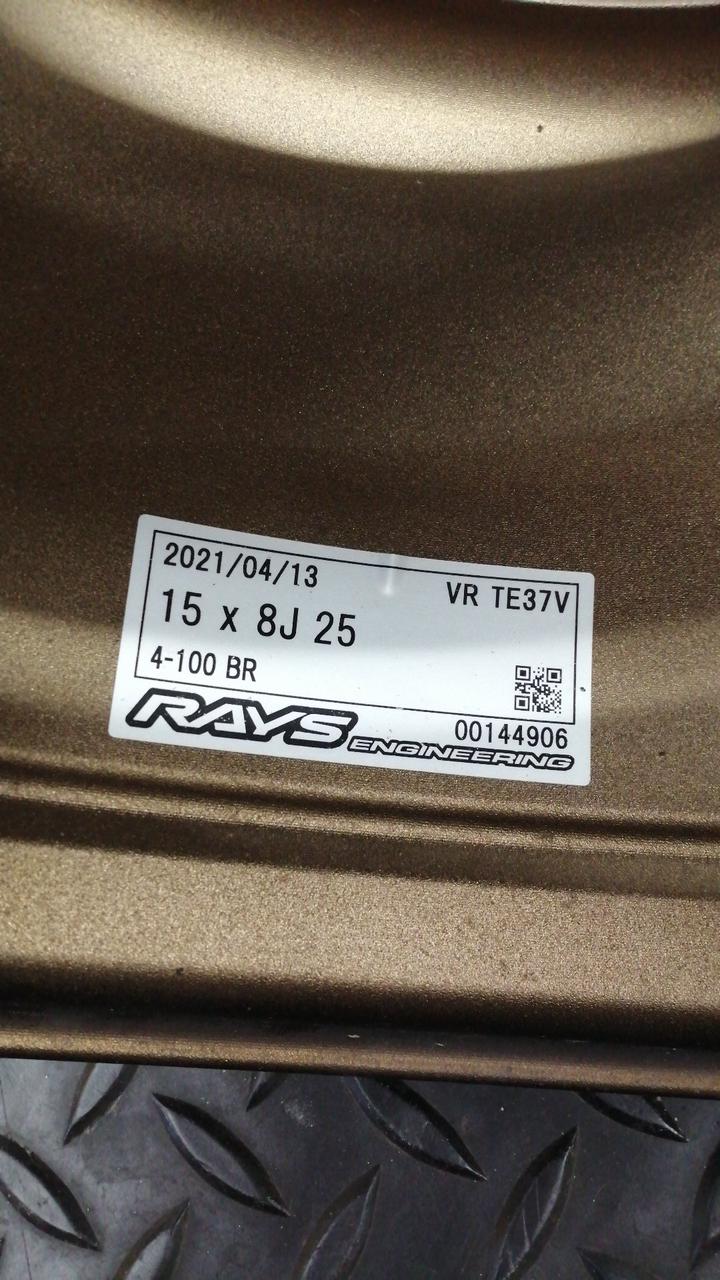 2021/04/13
VR TE37V
15 x 8J 25
4-100 BR
00144906
RAYS ENGINEERING